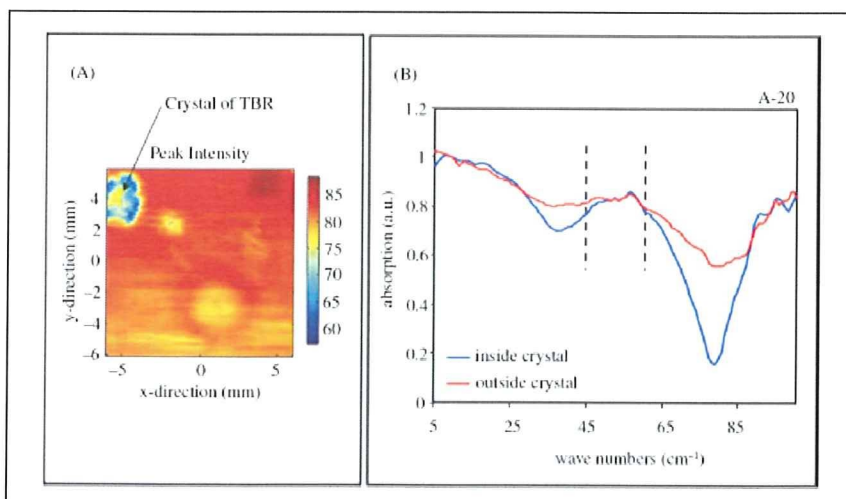 (A)
Crystal of TBR
Peak Intensity
y-direction (mm)
4
2
0
−2
−4
−6
−5
0
5
x-direction (mm)
85
80
75
70
65
60
(B)
A-20
absorption (a.u.)
1.2
1
0.8
0.6
0.4
0.2
0
inside crystal
outside crystal
5
25
45
65
85
wave numbers (cm⁻¹)